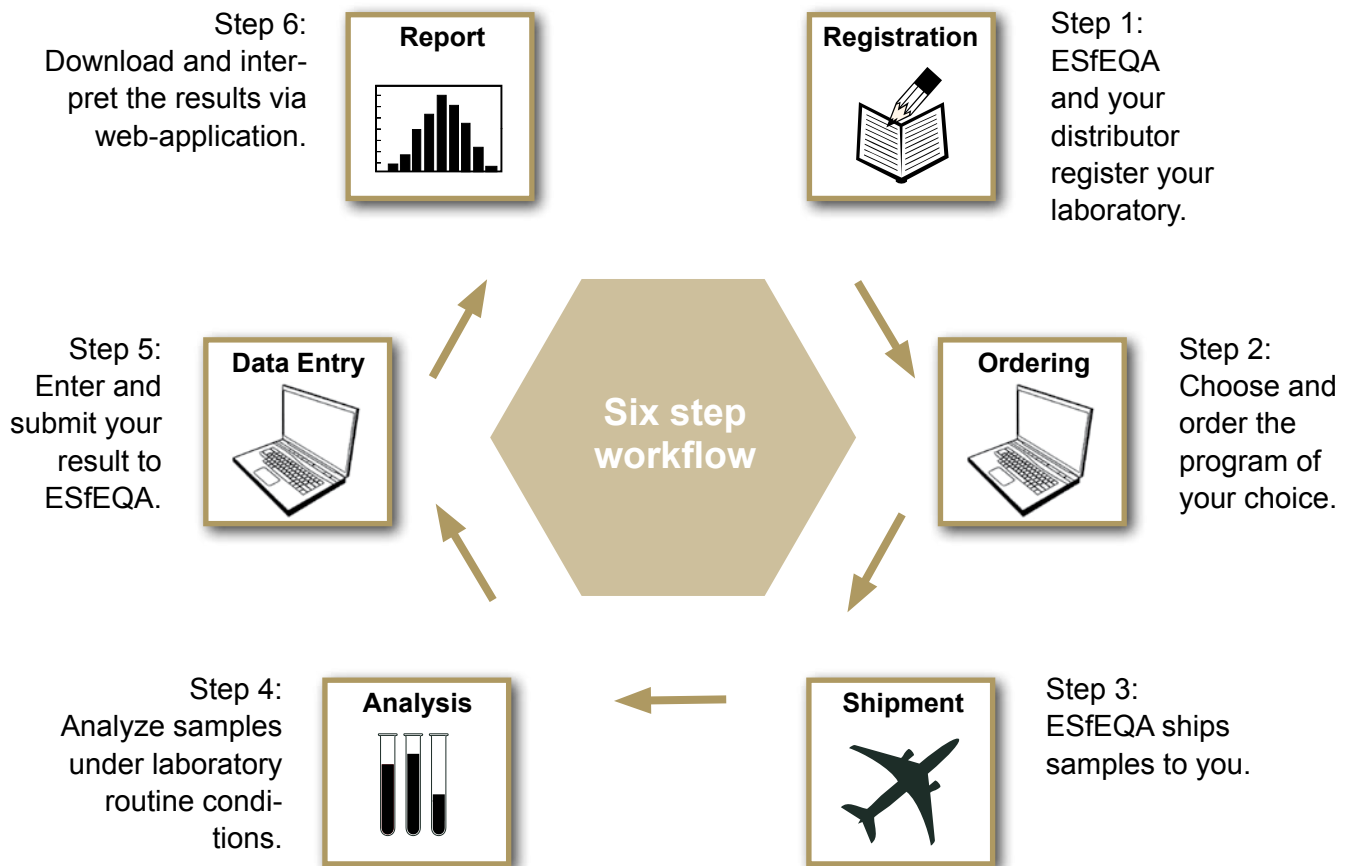 Registration
Step 1:
ESfEQA
and your
distributor
register your
laboratory.
Ordering
Step 2:
Choose and
order the
program of
your choice.
Shipment
Step 3:
ESfEQA ships
samples to you.
Step 4:
Analyze samples
under laboratory
routine condi-
tions.
Analysis
Step 5:
Enter and
submit your
result to
ESfEQA.
Data Entry
Step 6:
Download and inter-
pret the results via
web-application.
Report
Six step
workflow